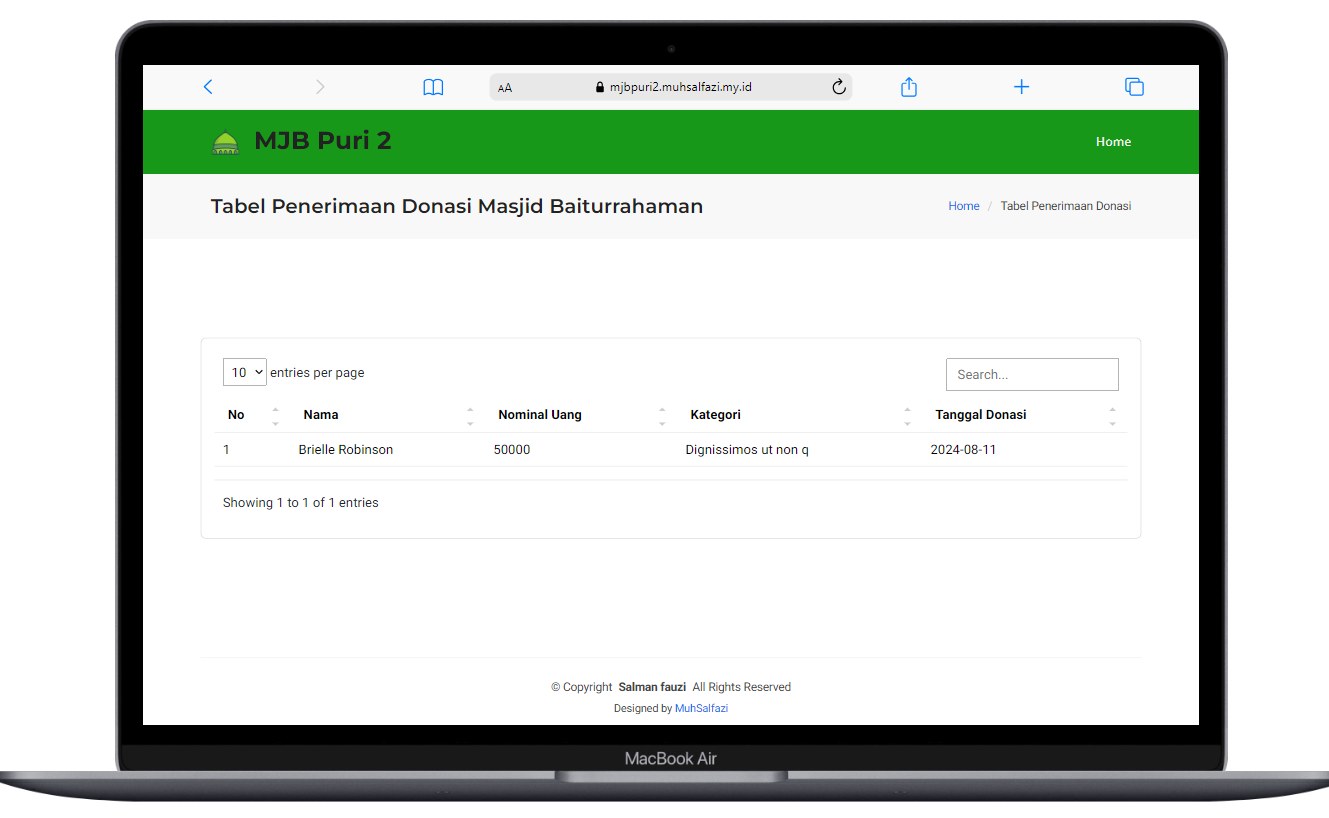 AA mjbpuri2.muhsalfazi.my.id
MJB Puri 2 Home
Tabel Penerimaan Donasi Masjid Baiturrahaman Home / Tabel Penerimaan Donasi
10 entries per page Search...
No Nama Nominal Uang Kategori Tanggal Donasi
1 Brielle Robinson 50000 Dignissimos ut non q 2024-08-11
Showing 1 to 1 of 1 entries
© Copyright Salman fauzi All Rights Reserved
Designed by MuhSalfazi
MacBook Air